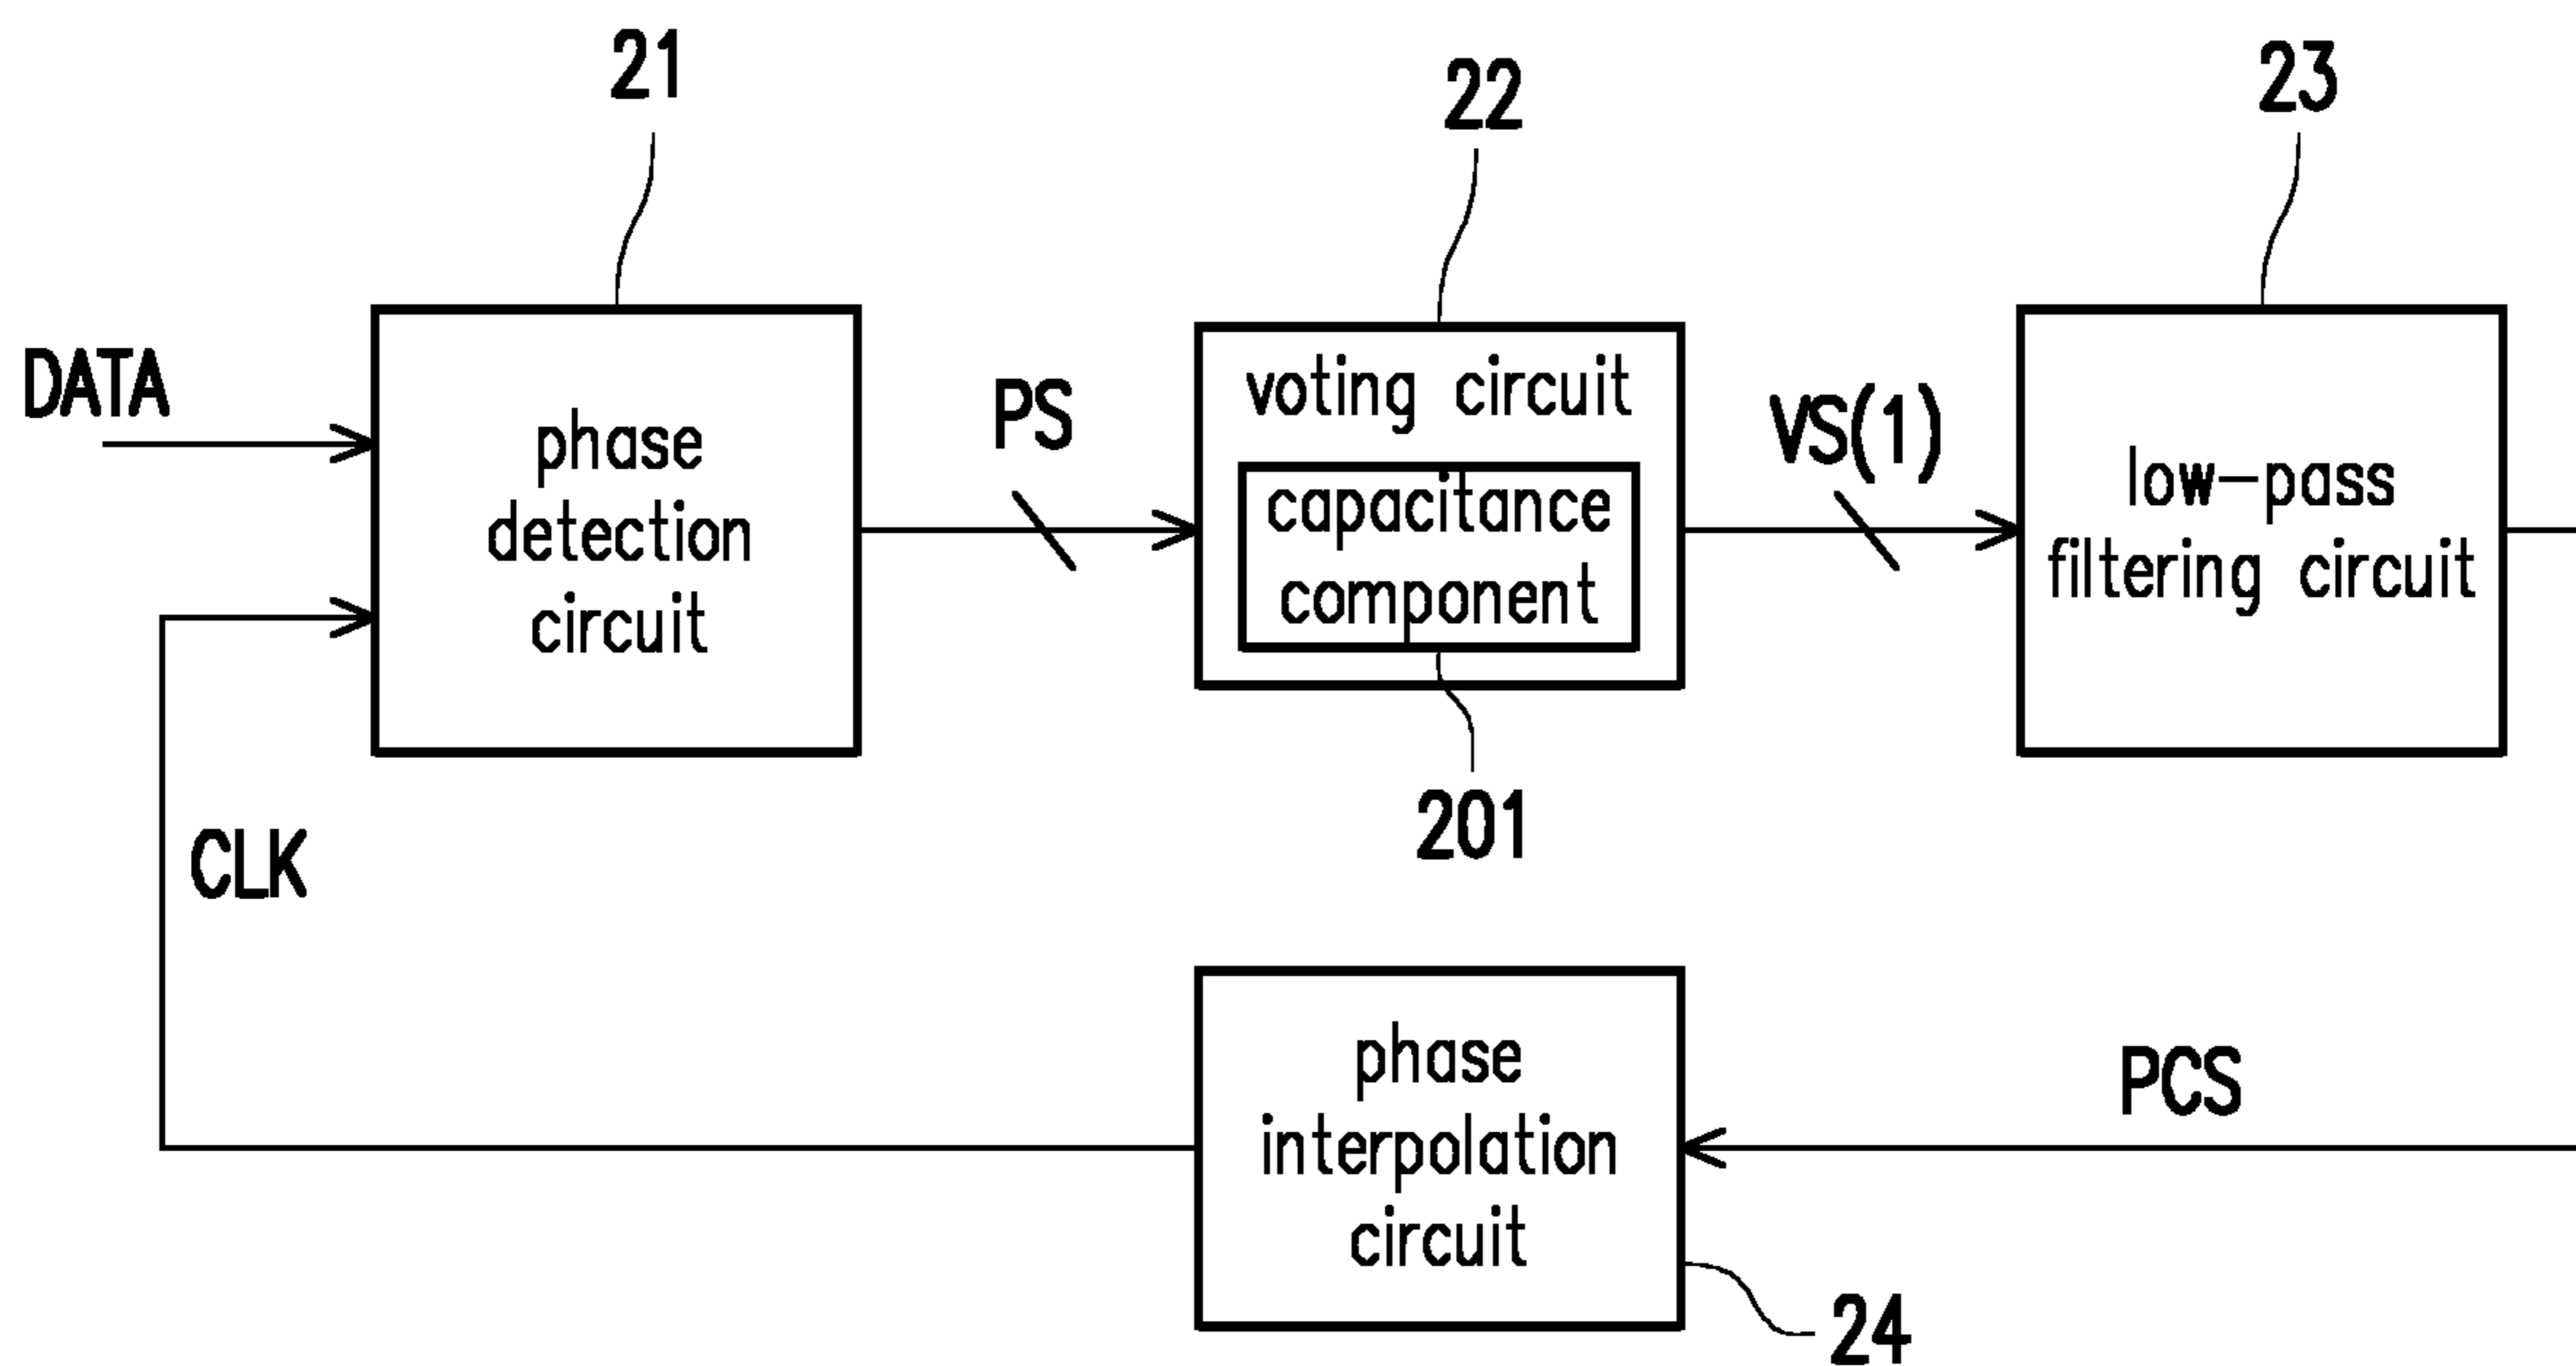 21
22
23
DATA
phase
detection
circuit
PS
voting circuit
capacitance
component
VS(1)
low-pass
filtering circuit
201
CLK
phase
interpolation
circuit
PCS
24